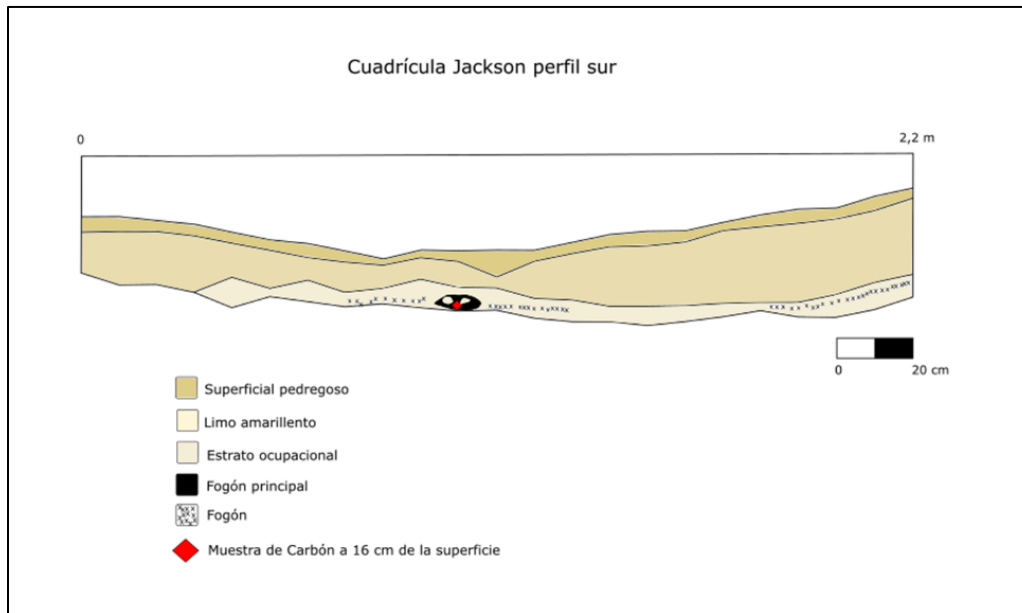 Cuadrícula Jackson perfil sur
0
2,2 m
0
20 cm
Superficial pedregoso
Limo amarillento
Estrato ocupacional
Fogón principal
Fogón
Muestra de Carbón a 16 cm de la superficie